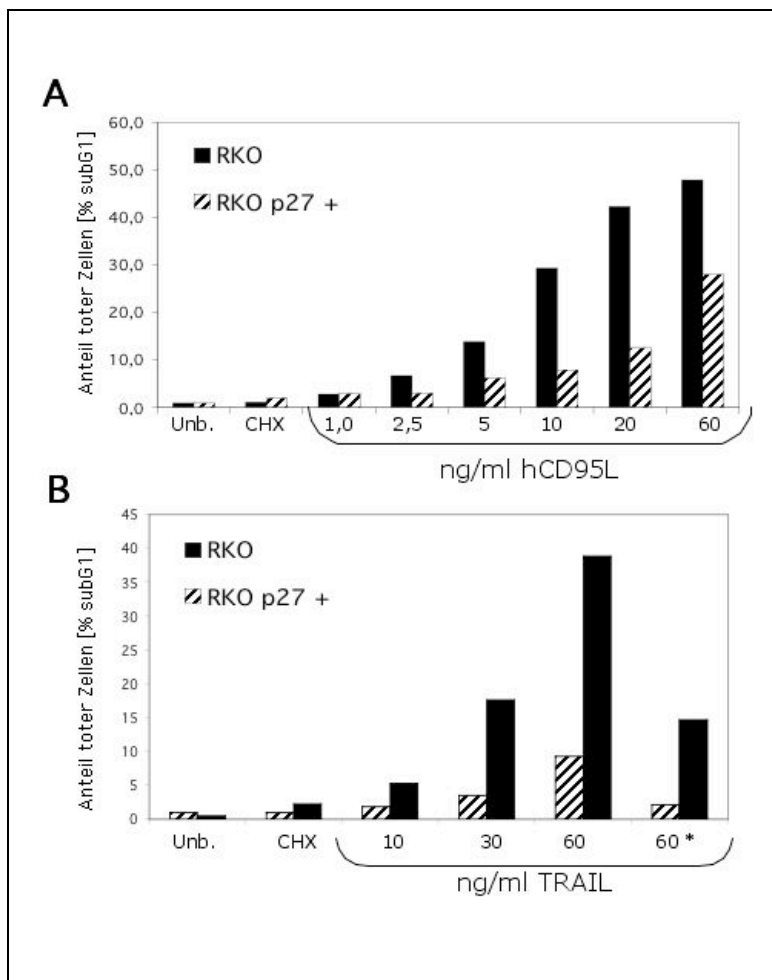 A
Anteil toter Zellen [% subG1]
60,0
50,0
40,0
30,0
20,0
10,0
0,0
RKO
RKO p27 +
Unb. CHX 1,0 2,5 5 10 20 60
ng/ml hCD95L
B
Anteil toter Zellen [% subG1]
45
40
35
30
25
20
15
10
5
0
RKO
RKO p27 +
Unb. CHX 10 30 60 60 *
ng/ml TRAIL